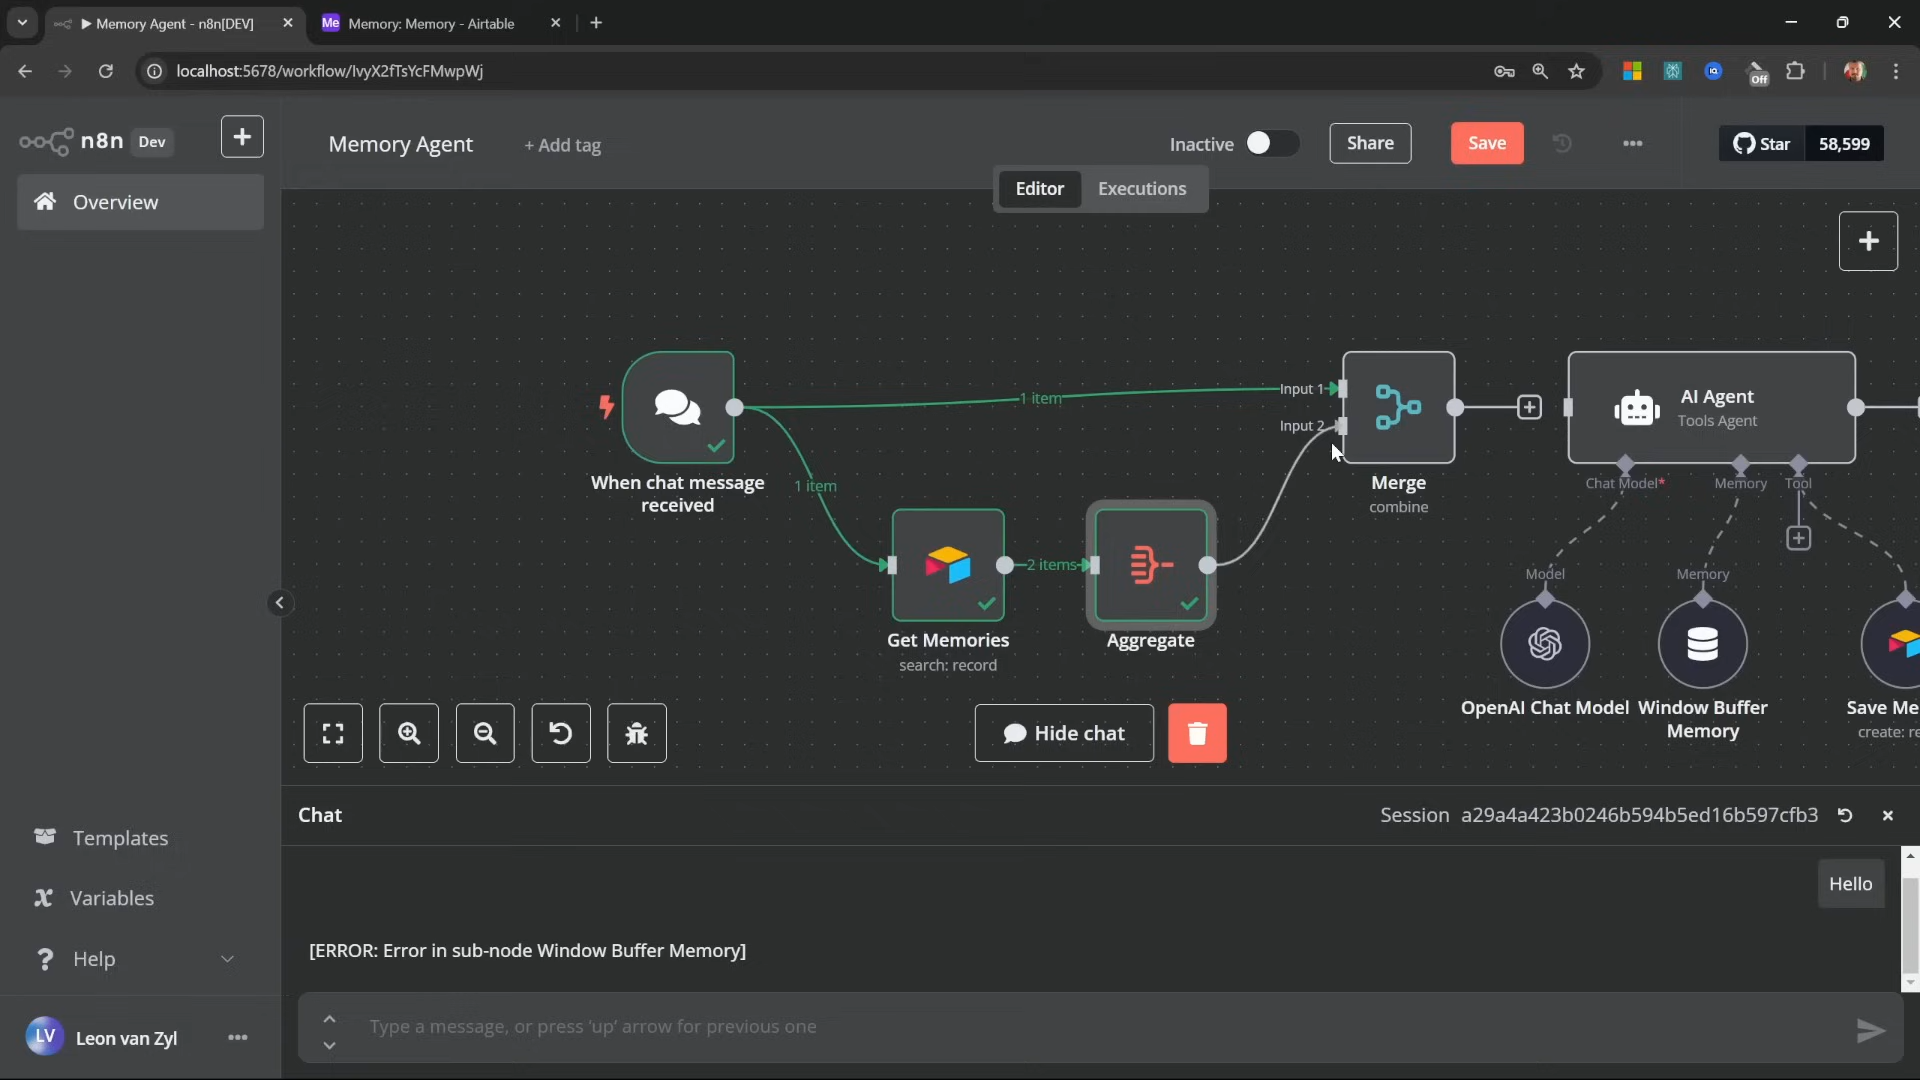 Memory Agent - n8n[DEV]
Me
Memory: Memory - Airtable
localhost:5678/workflow/IvyX2fTsYcFMwpWj
Off
n8n
Dev
Memory Agent
+ Add tag
Inactive
Share
Save
Star
58,599
Editor
Executions
Overview
1 item
Input 1
Input 2
1 item
When chat message
received
Merge
combine
AI Agent
Tools Agent
Chat Model*
Memory
Tool
2 items
Get Memories
search: record
Aggregate
Model
Memory
OpenAI Chat Model
Window Buffer
Memory
Save Me
create: re
Hide chat
Chat
Session a29a4a423b0246b594b5ed16b597cfb3
Hello
[ERROR: Error in sub-node Window Buffer Memory]
Type a message, or press 'up' arrow for previous one
Templates
Variables
Help
LV
Leon van Zyl